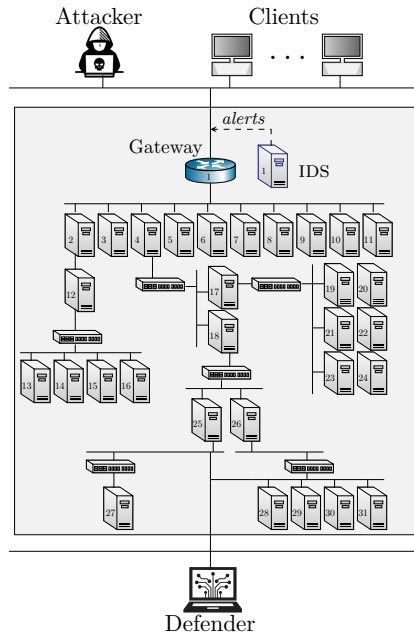 Attacker Clients
. . .
alerts
Gateway
1
1
IDS
2 3 4 5 6 7 8 9 10 11
12
17
19 20
18
21 22
13 14 15 16
23 24
25 26
27
28 29 30 31
Defender